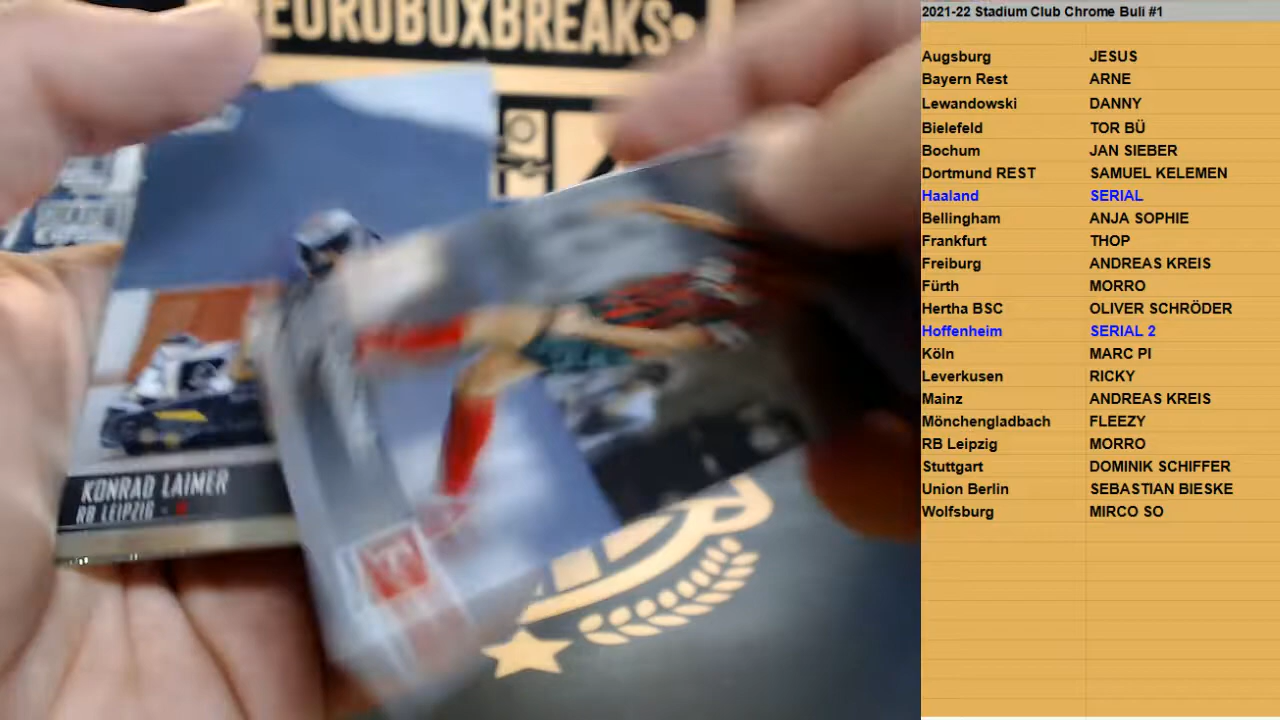 EUROBOXBREAKS
KONRAD LAIMER
RB LEIPZIG
2021-22 Stadium Club Chrome Buli #1
Augsburg JESUS
Bayern Rest ARNE
Lewandowski DANNY
Bielefeld TOR BÜ
Bochum JAN SIEBER
Dortmund REST SAMUEL KELEMEN
Haaland SERIAL
Bellingham ANJA SOPHIE
Frankfurt THOP
Freiburg ANDREAS KREIS
Fürth MORRO
Hertha BSC OLIVER SCHRÖDER
Hoffenheim SERIAL 2
Köln MARC PI
Leverkusen RICKY
Mainz ANDREAS KREIS
Mönchengladbach FLEEZY
RB Leipzig MORRO
Stuttgart DOMINIK SCHIFFER
Union Berlin SEBASTIAN BIESKE
Wolfsburg MIRCO SO